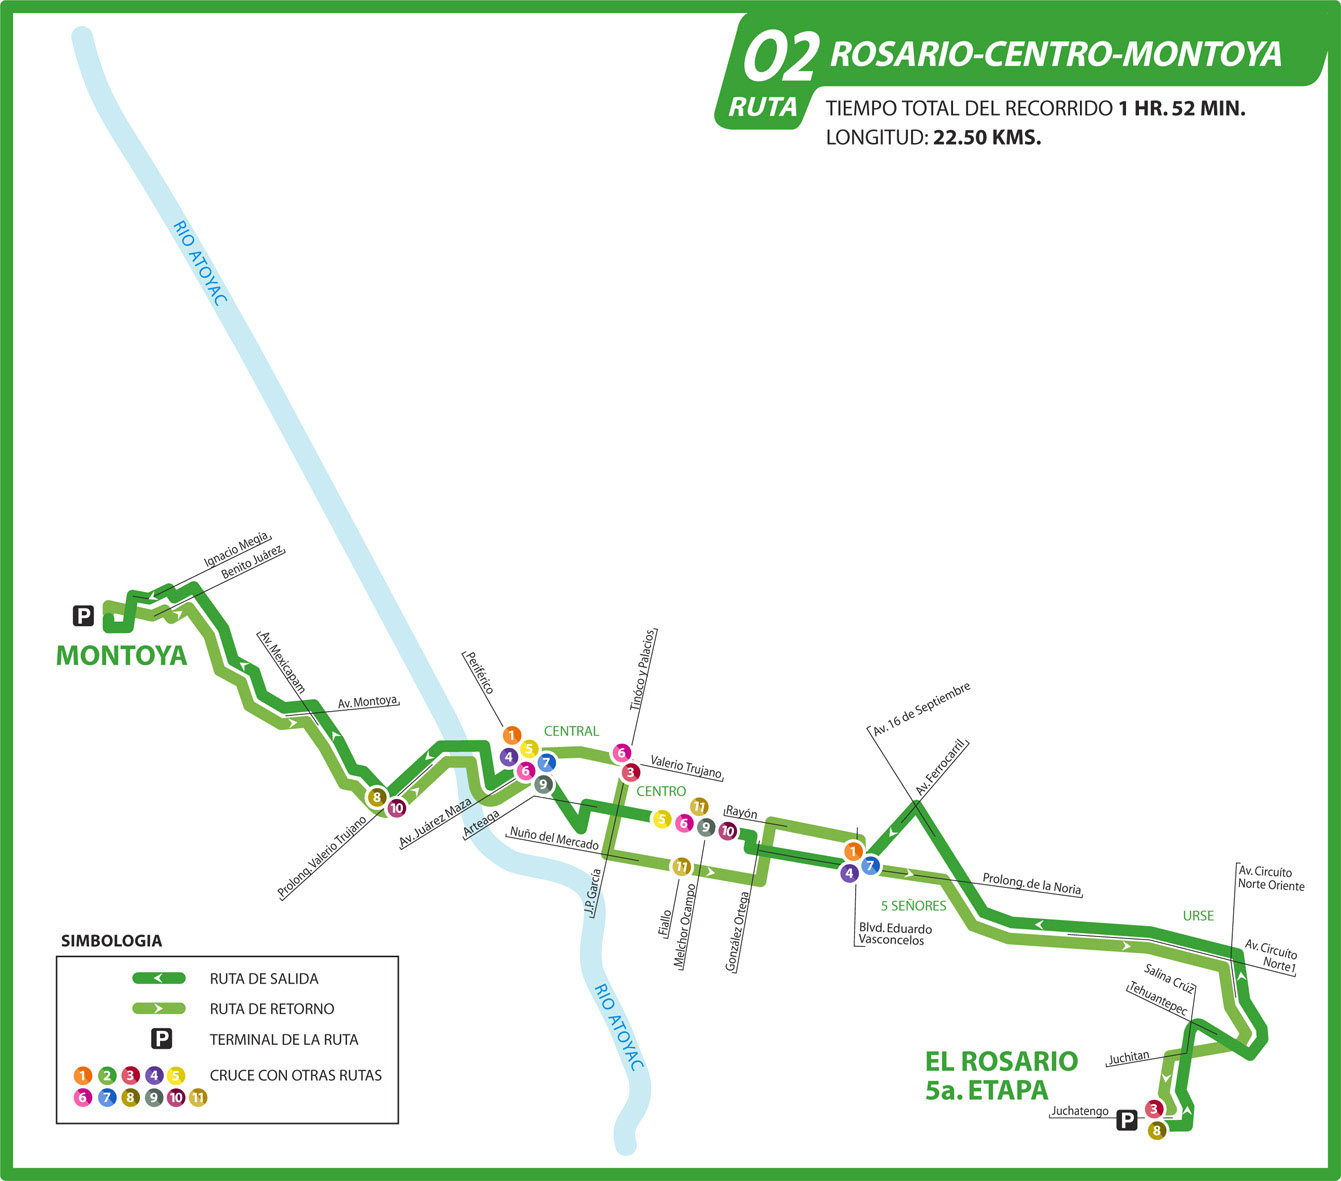 02 ROSARIO-CENTRO-MONTOYA
RUTA
TIEMPO TOTAL DEL RECORRIDO 1 HR. 52 MIN.
LONGITUD: 22.50 KMS.
RIO ATOYAC
Ignacio Megia
Benito Juárez
P
MONTOYA
Av. Mexicapam
Av. Montoya
Periférico
Tinóco y Palacios
Av. 16 de Septiembre
1
CENTRAL
5
4
7
6
9
6
3
Valerio Trujano
Av. Ferrocarril
CENTRO
8
10
Prolong. Valerio Trujano
Av. Juárez Maza
Arteaga
Nuño del Mercado
5
6
11
9
10
Rayón
11
J.P. García
Fiallo
Melchor Ocampo
González Ortega
1
4
7
Prolong. de la Noria
5 SEÑORES
Blvd. Eduardo
Vasconcelos
URSE
Av. Circuíto
Norte Oriente
Av. Circuíto
Norte1
Salina Crúz
Tehuantepec
Juchitan
EL ROSARIO
5a. ETAPA
Juchatengo
P
3
8
RIO ATOYAC
SIMBOLOGIA
RUTA DE SALIDA
RUTA DE RETORNO
P TERMINAL DE LA RUTA
1 2 3 4 5 CRUCE CON OTRAS RUTAS
6 7 8 9 10 11